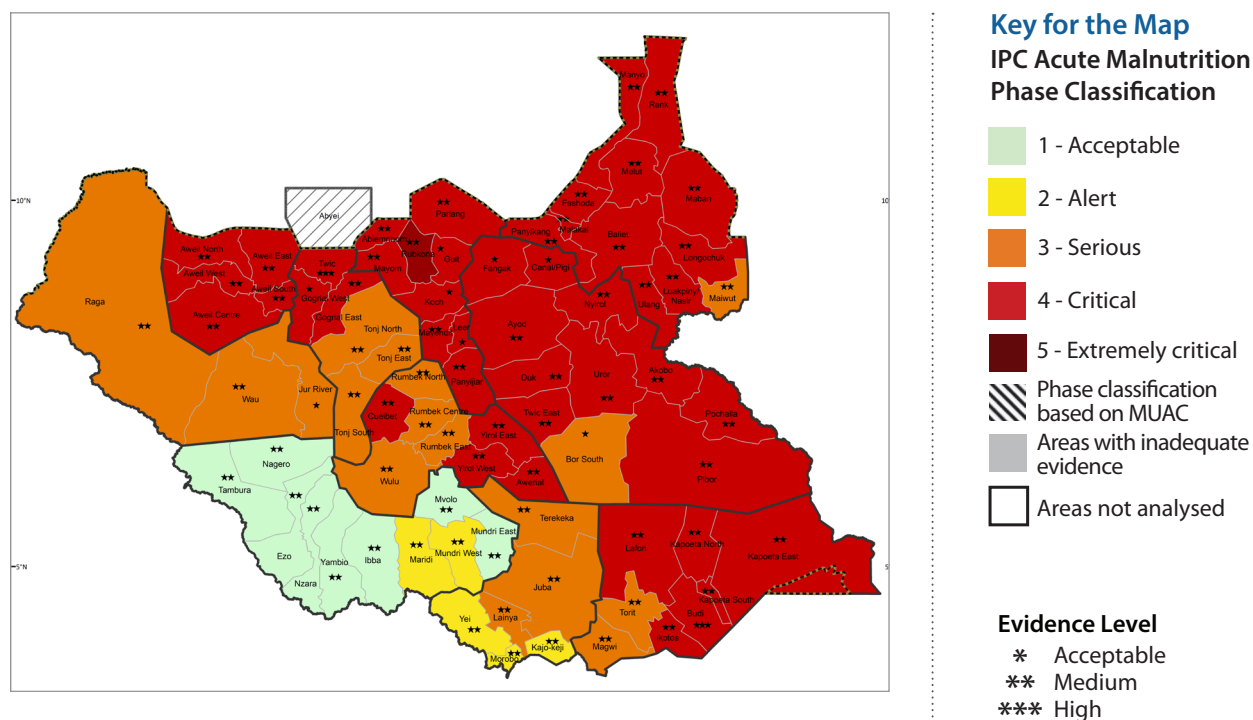 Key for the Map
IPC Acute Malnutrition
Phase Classification
1 - Acceptable
2 - Alert
3 - Serious
4 - Critical
5 - Extremely critical
Phase classification
based on MUAC
Areas with inadequate
evidence
Areas not analysed
Evidence Level
* Acceptable
** Medium
*** High
10°N
10
5°N
5
Manyo
Renk
Melut
Maban
Fashoda
Malakal
Panyikang
Baliet
Longochuk
Luakpiny/
Nasir
Maiwut
Ulang
Nyirol
Canal/Pigi
Fangak
Pariang
Abiemnom
Rubkona
Guit
Mayom
Koch
Mayendit
Leer
Panyijiar
Abyei
Twic
Gogrial West
Gogrial East
Aweil North
Aweil East
Aweil West
Aweil South
Aweil Centre
Raga
Wau
Jur River
Tonj North
Tonj East
Tonj South
Rumbek North
Cueibet
Rumbek Centre
Rumbek East
Wulu
Yirol East
Yirol West
Awerial
Ayod
Duk
Uror
Akobo
Twic East
Pochalla
Pibor
Bor South
Nagero
Tambura
Ezo
Nzara
Yambio
Ibba
Mvolo
Mundri East
Mundri West
Maridi
Terekeka
Juba
Lainya
Yei
Morobo
Kajo-keji
Lafon
Kapoeta North
Kapoeta East
Kapoeta South
Budi
Torit
Ikotos
Magwi